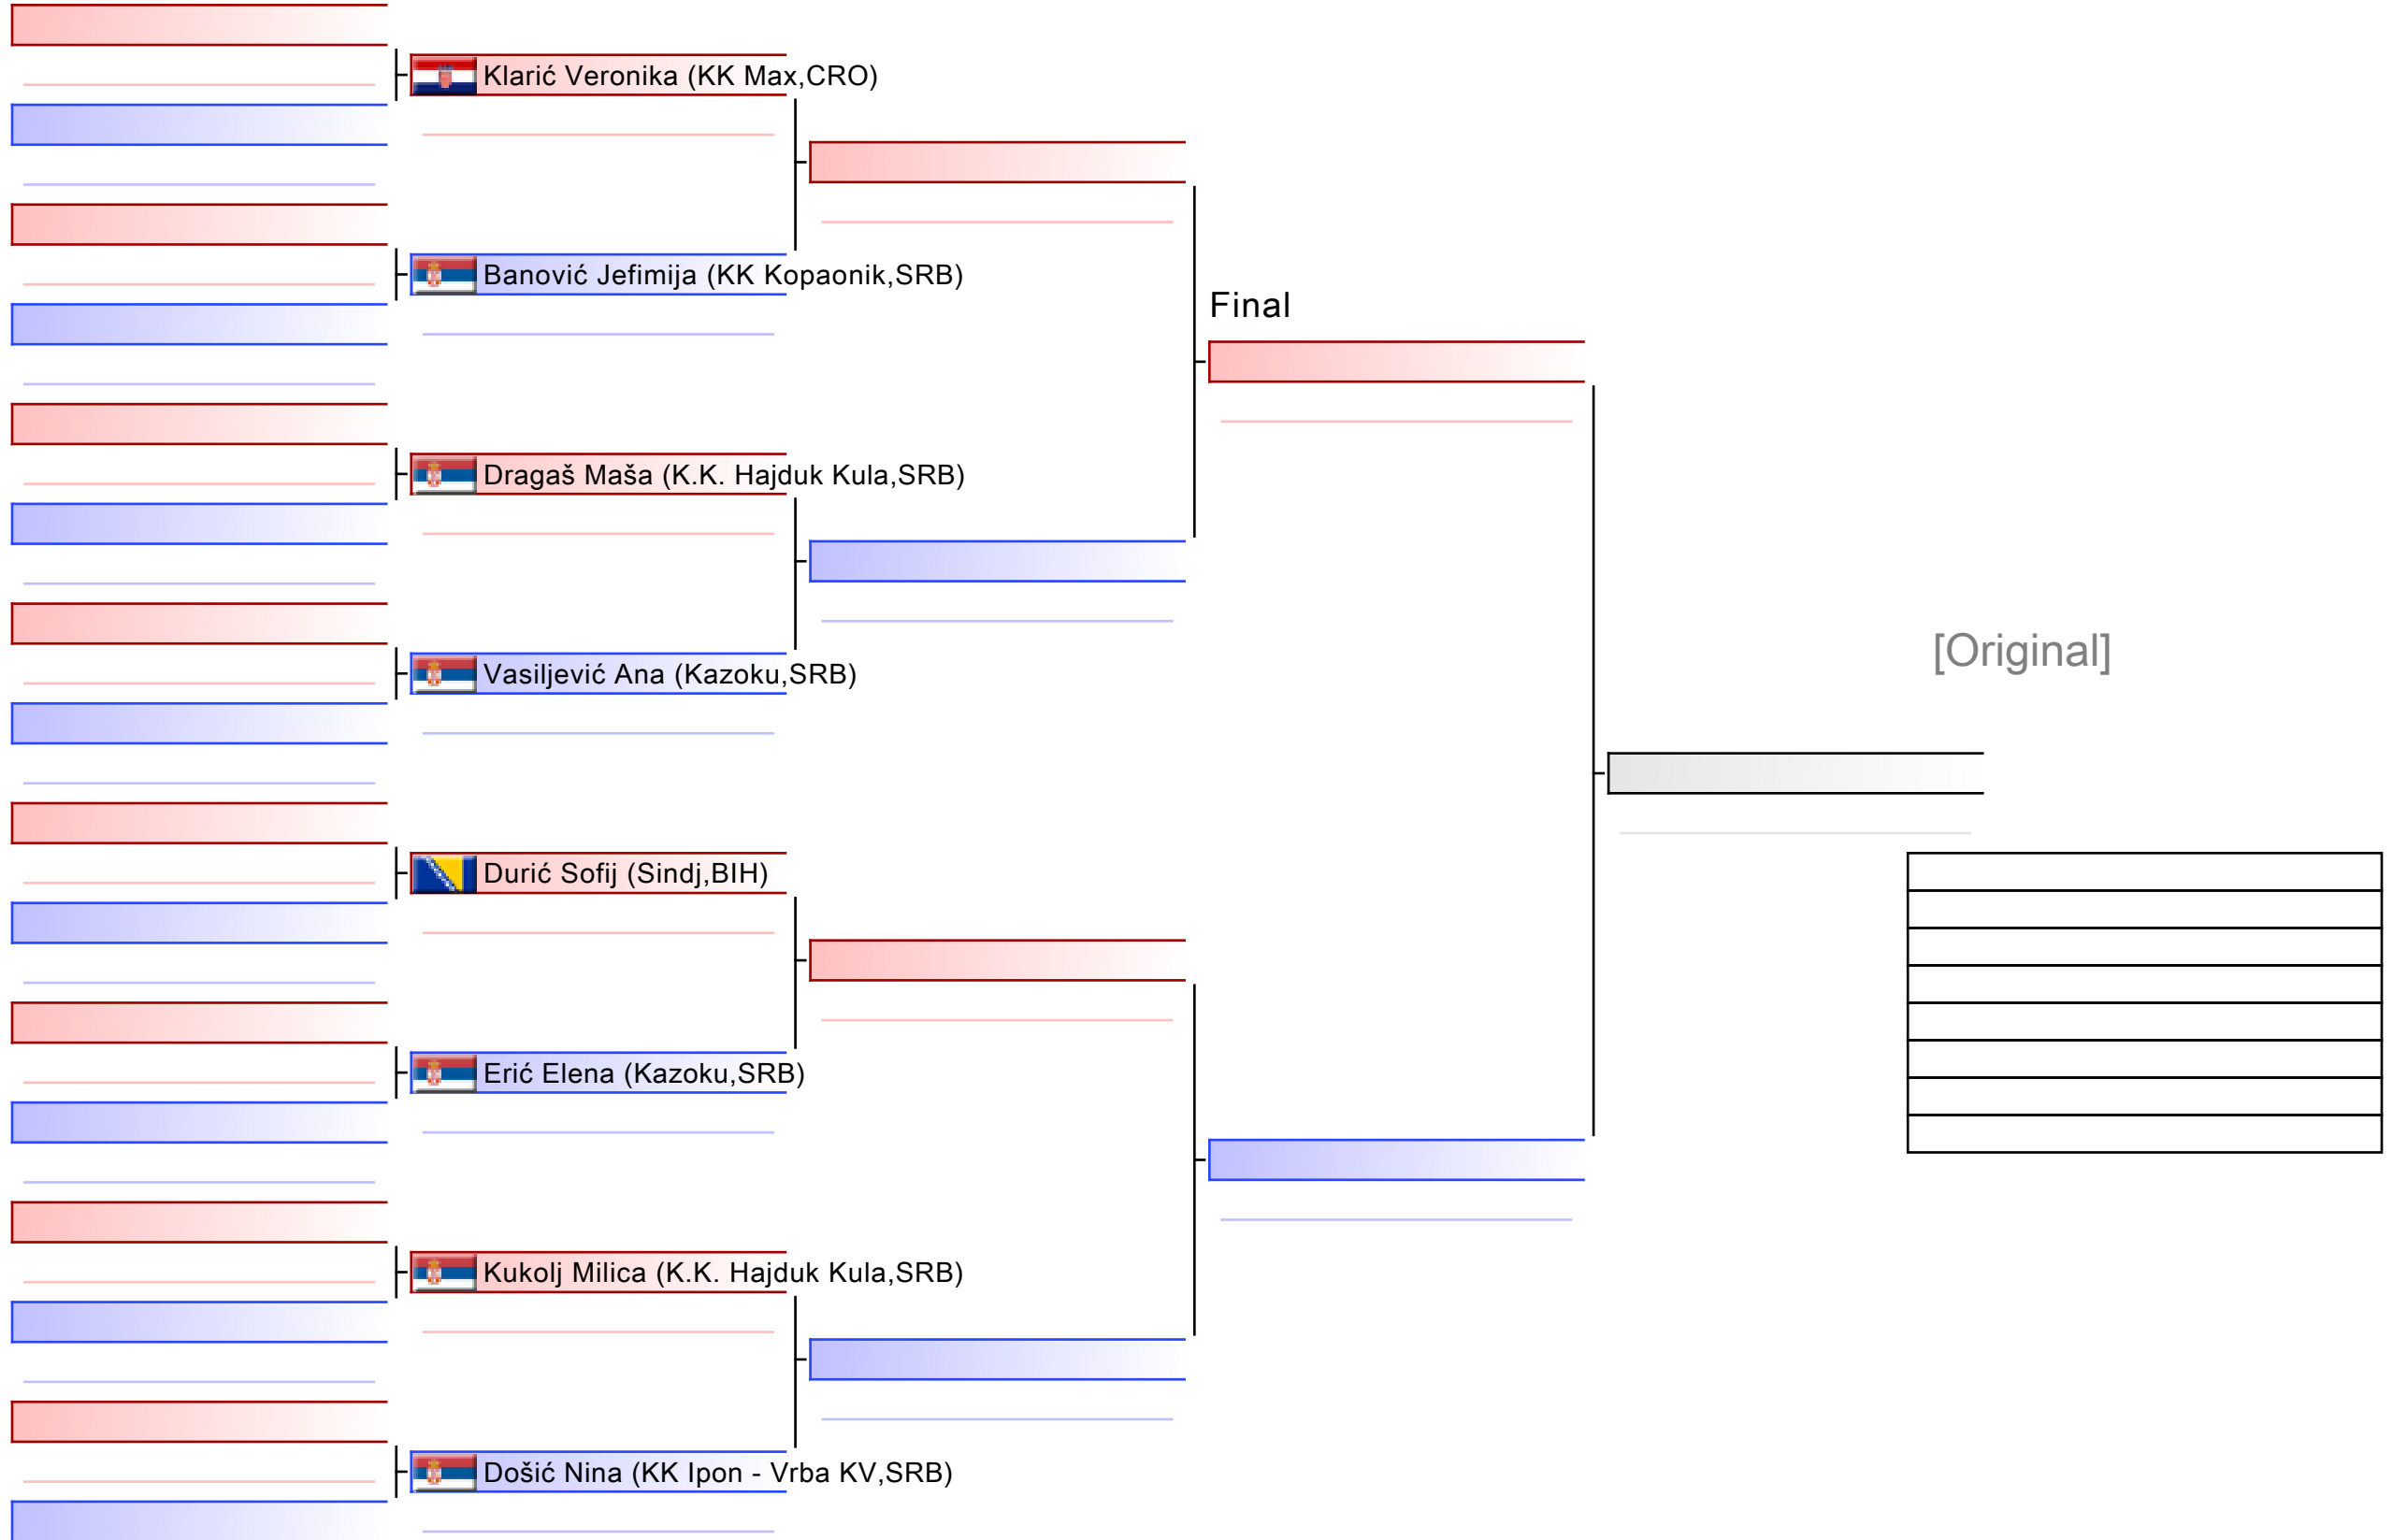 Klarić Veronika (KK Max,CRO)
Banović Jefimija (KK Kopaonik,SRB)
Final
Dragaš Maša (K.K. Hajduk Kula,SRB)
[Original]
Vasiljević Ana (Kazoku,SRB)
Durić Sofij (Sindj,BIH)
Erić Elena (Kazoku,SRB)
Kukolj Milica (K.K. Hajduk Kula,SRB)
Došić Nina (KK Ipon - Vrba KV,SRB)